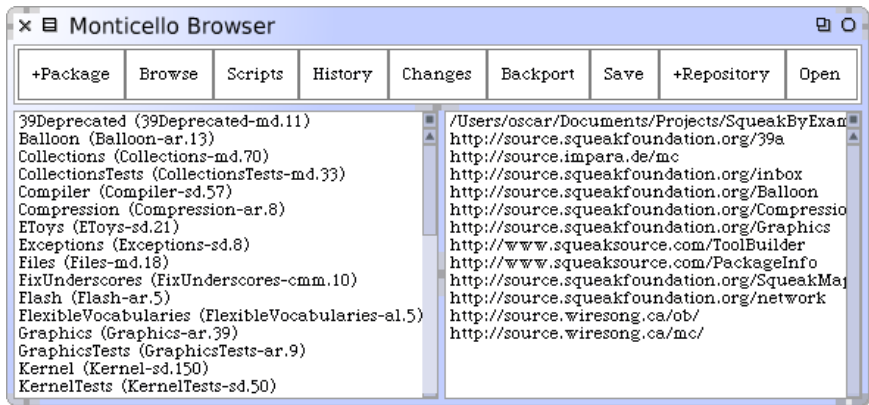 Monticello Browser
+Package Browse Scripts History Changes Backport Save +Repository Open
39Deprecated (39Deprecated-md.11)
Balloon (Balloon-ar.13)
Collections (Collections-md.70)
CollectionsTests (CollectionsTests-md.33)
Compiler (Compiler-sd.57)
Compression (Compression-ar.8)
EToys (EToys-sd.21)
Exceptions (Exceptions-sd.8)
Files (Files-md.18)
FixUnderscores (FixUnderscores-cmm.10)
Flash (Flash-ar.5)
FlexibleVocabularies (FlexibleVocabularies-al.5)
Graphics (Graphics-ar.39)
GraphicsTests (GraphicsTests-ar.9)
Kernel (Kernel-sd.150)
KernelTests (KernelTests-sd.50)
/Users/oscar/Documents/Projects/SqueakByExam
http://source.squeakfoundation.org/39a
http://source.impara.de/mc
http://source.squeakfoundation.org/inbox
http://source.squeakfoundation.org/Balloon
http://source.squeakfoundation.org/Compressio
http://source.squeakfoundation.org/Graphics
http://www.squeaksource.com/ToolBuilder
http://www.squeaksource.com/PackageInfo
http://source.squeakfoundation.org/SqueakMap
http://source.squeakfoundation.org/network
http://source.wiresong.ca/ob/
http://source.wiresong.ca/mc/